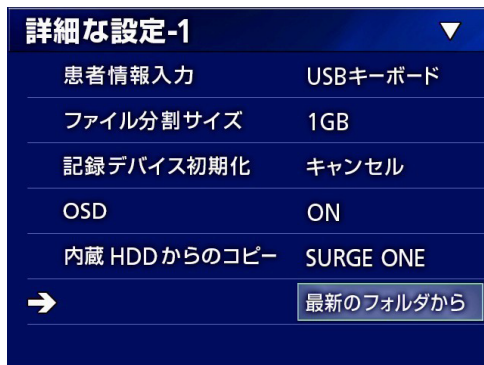 詳細な設定-1 ▼
患者情報入力 USBキーボード
ファイル分割サイズ 1GB
記録デバイス初期化 キャンセル
OSD ON
内蔵 HDDからのコピー SURGE ONE
➔ 最新のフォルダから